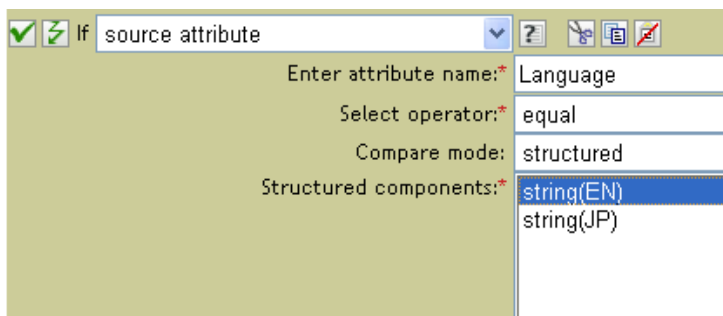 If source attribute
Enter attribute name:* Language
Select operator:* equal
Compare mode: structured
Structured components:* string(EN)
string(JP)